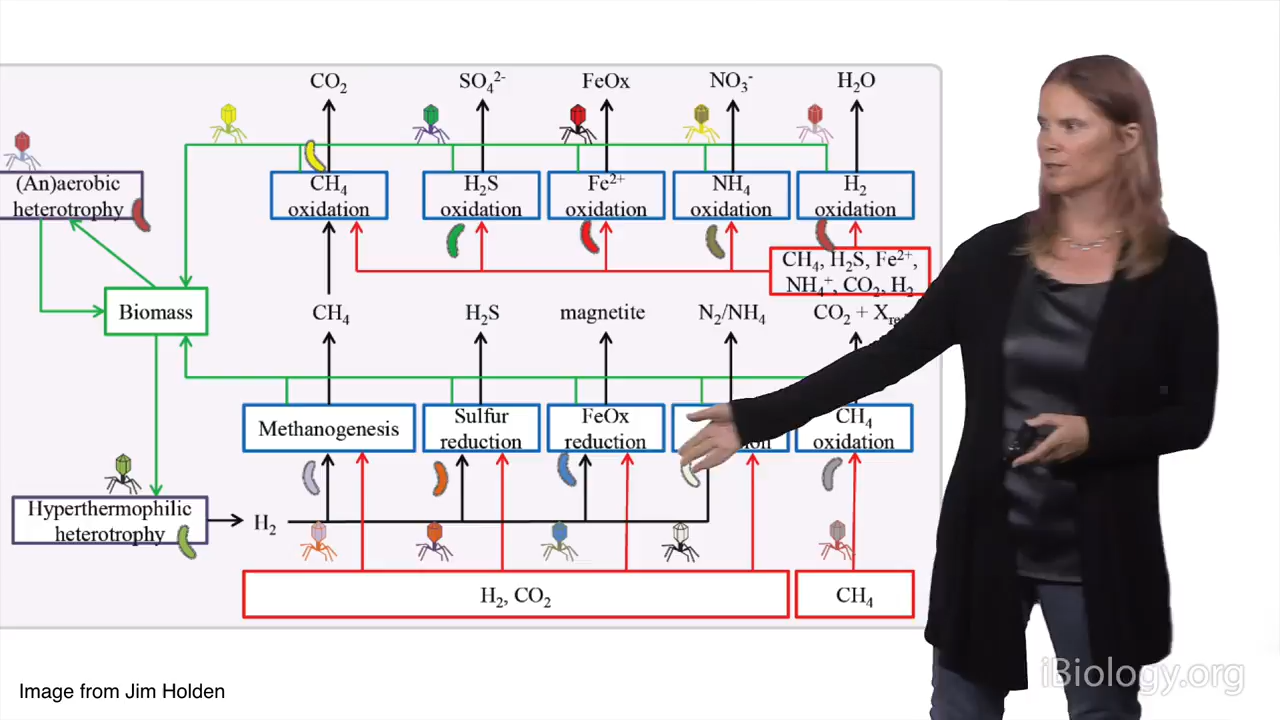 CO₂ SO₄²⁻ FeOx NO₃⁻ H₂O
(An)aerobic
heterotrophy
CH₄
oxidation
H₂S
oxidation
Fe²⁺
oxidation
NH₄
oxidation
H₂
oxidation
CH₄, H₂S, Fe²⁺,
NH₄⁺, CO₂, H₂
Biomass
CH₄ H₂S magnetite N₂/NH₄ CO₂ + X
Methanogenesis
Sulfur
reduction
FeOx
reduction
CH₄
oxidation
Hyperthermophilic
heterotrophy
H₂
H₂, CO₂
CH₄
Image from Jim Holden
iBiology.org